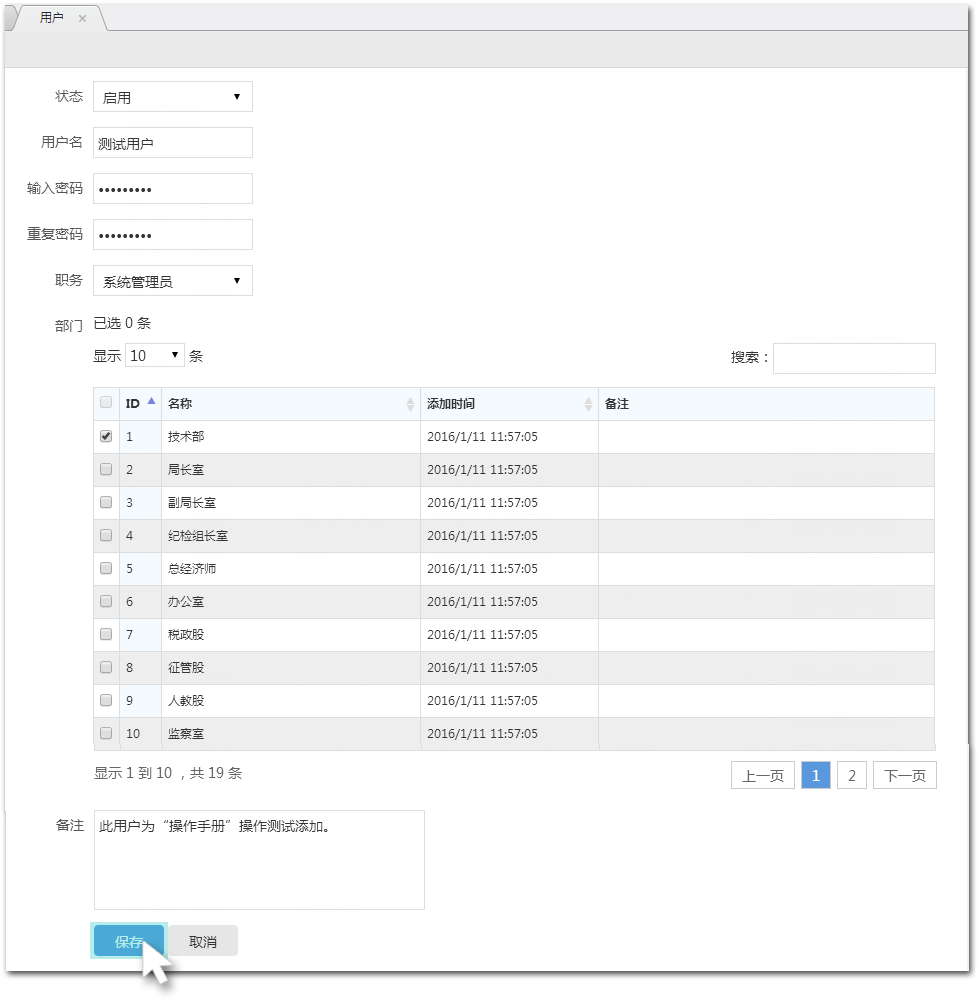 用户
状态 启用
用户名 测试用户
输入密码 •••••••••
重复密码 •••••••••
职务 系统管理员
部门 已选 0 条
显示 10 条 搜索：
ID 名称 添加时间 备注
1 技术部 2016/1/11 11:57:05
2 局长室 2016/1/11 11:57:05
3 副局长室 2016/1/11 11:57:05
4 纪检组长室 2016/1/11 11:57:05
5 总经济师 2016/1/11 11:57:05
6 办公室 2016/1/11 11:57:05
7 税政股 2016/1/11 11:57:05
8 征管股 2016/1/11 11:57:05
9 人教股 2016/1/11 11:57:05
10 监察室 2016/1/11 11:57:05
显示 1 到 10 ，共 19 条 上一页 1 2 下一页
备注 此用户为“操作手册”操作测试添加。
保存 取消